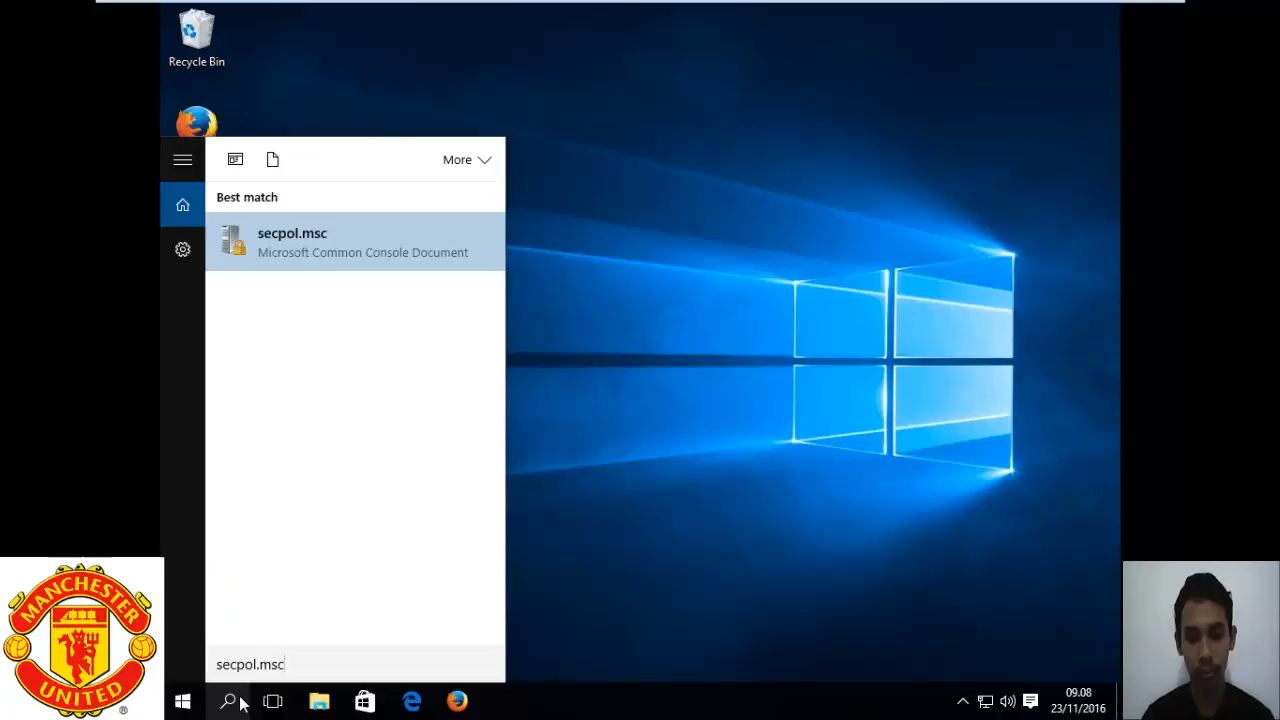 Recycle Bin
More
Best match
secpol.msc
Microsoft Common Console Document
secpol.msc
MANCHESTER
UNITED
®
09.08
23/11/2016